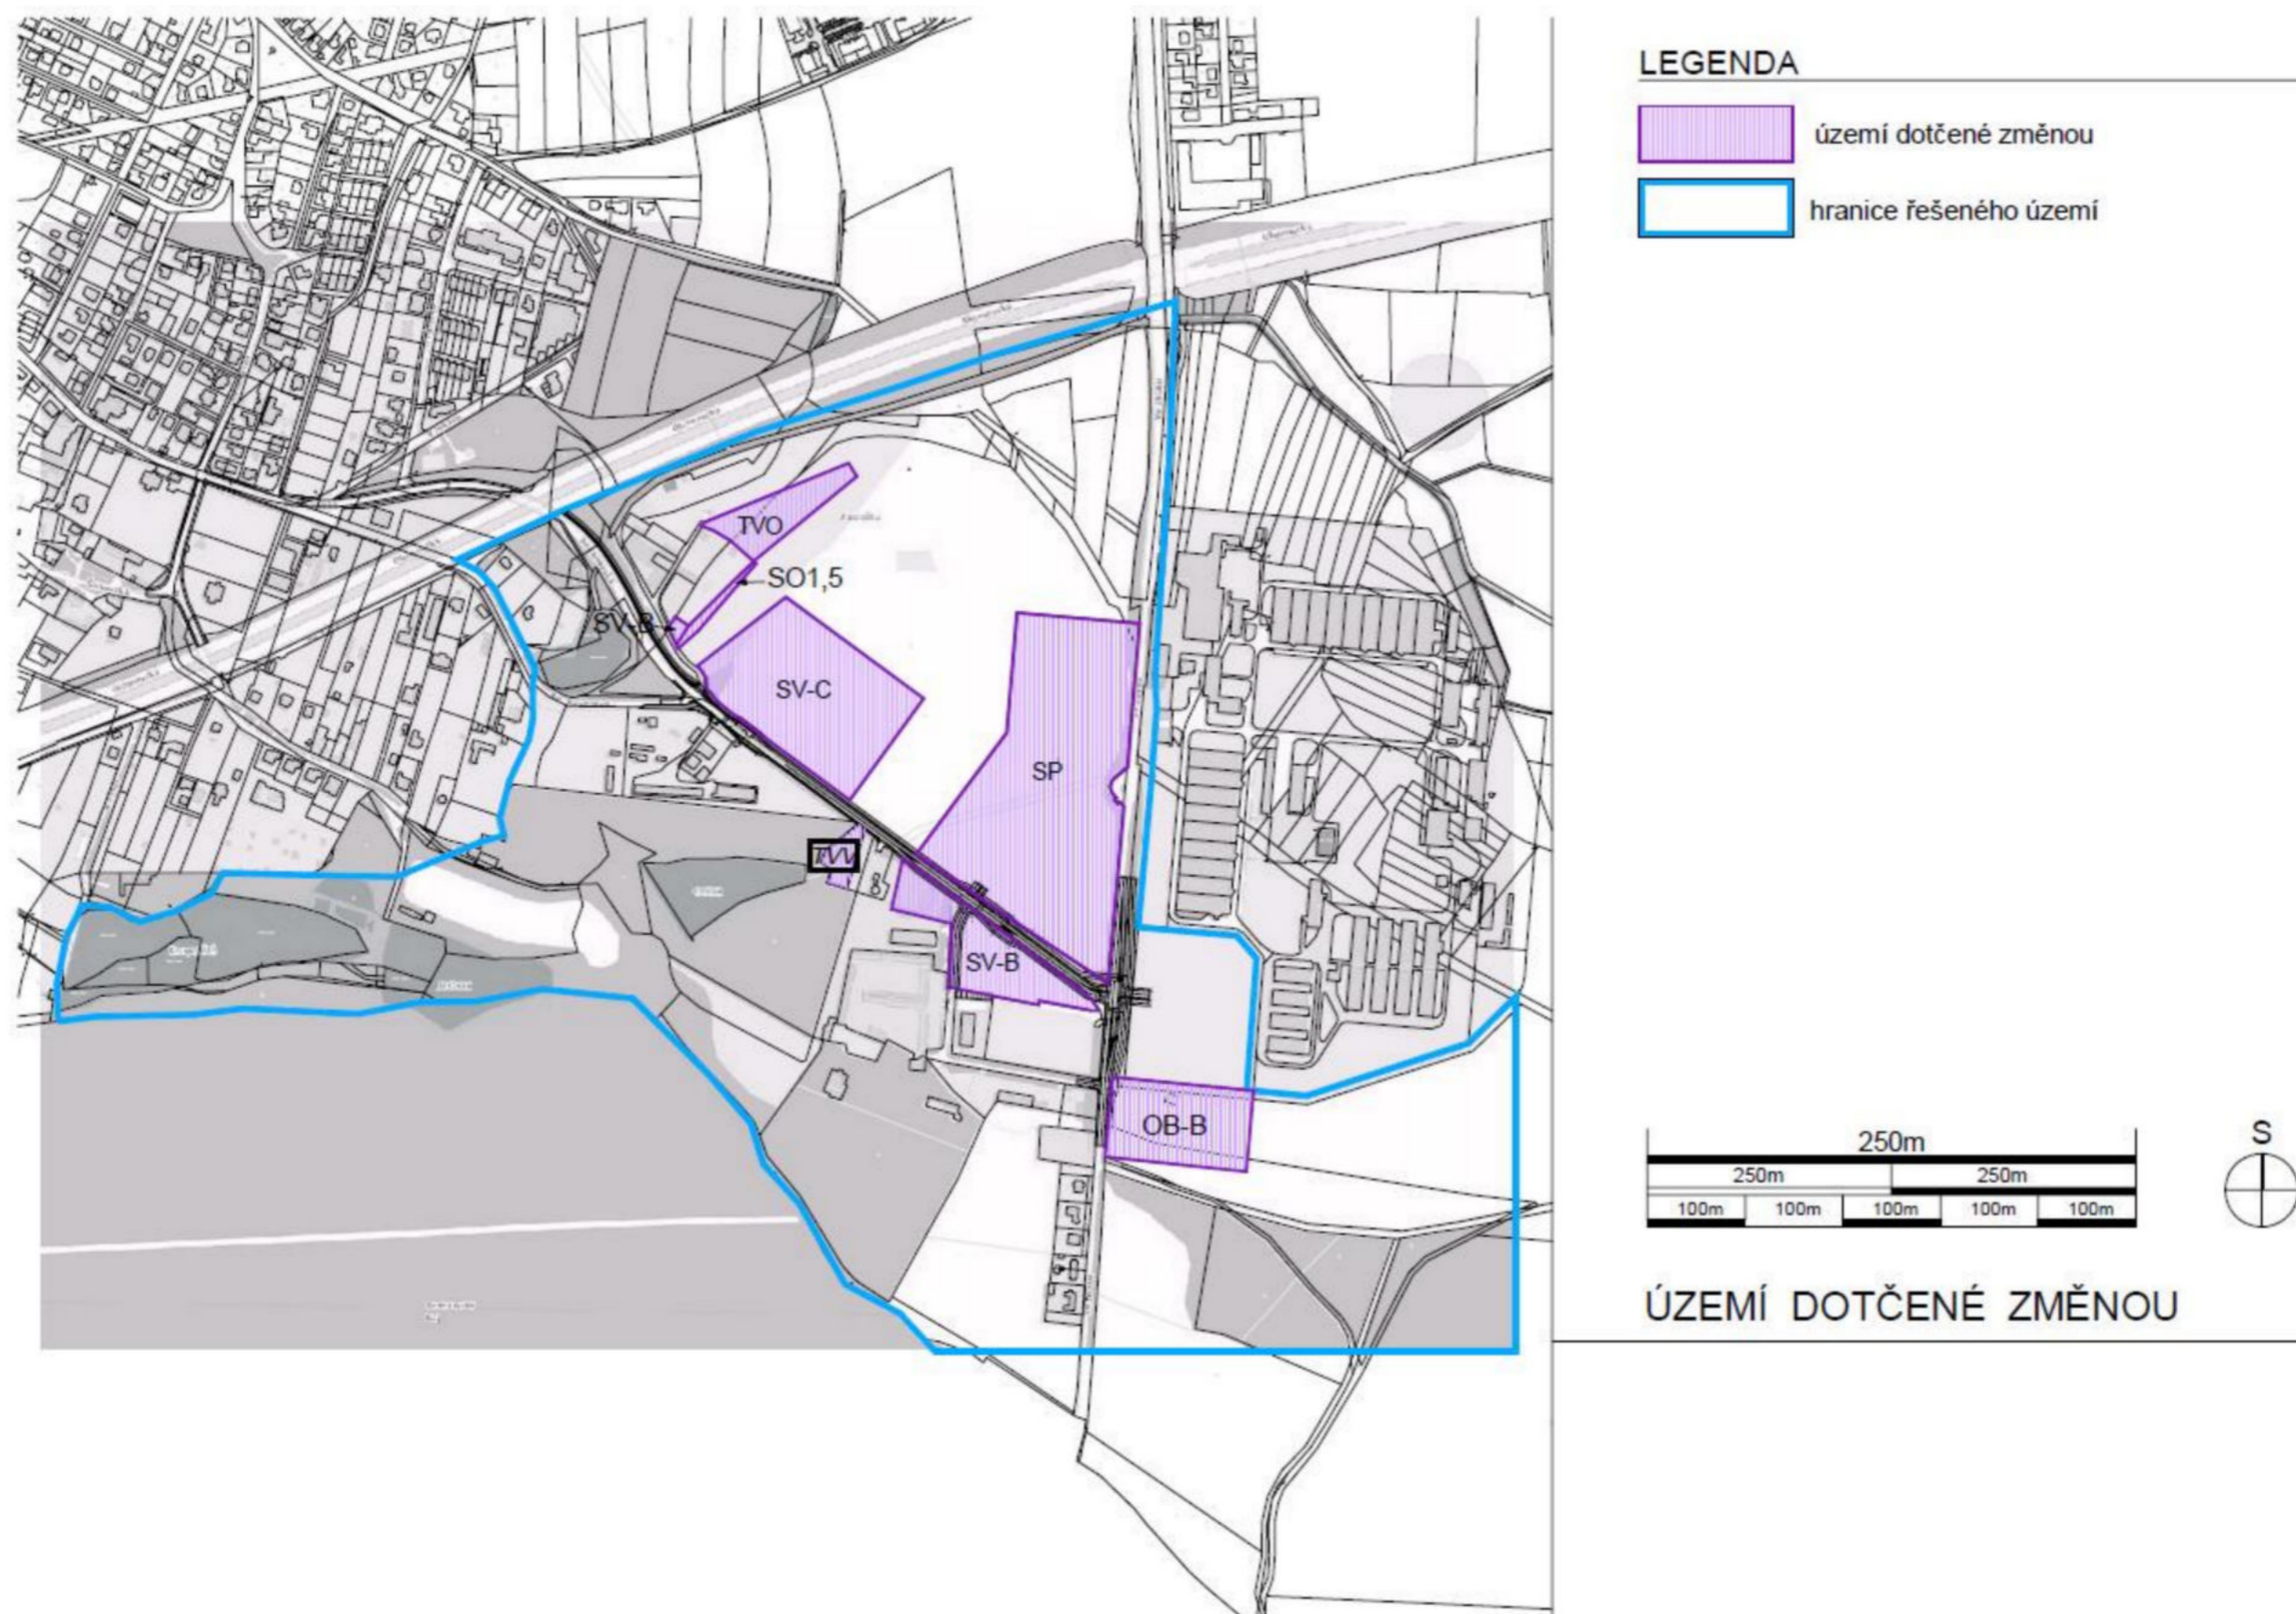 LEGENDA
území dotčené změnou
hranice řešeného území
TVO
SO1,5
SV-B
SV-C
SP
TVV
SV-B
OB-B
250m
250m 250m
100m 100m 100m 100m 100m
S
ÚZEMÍ DOTČENÉ ZMĚNOU